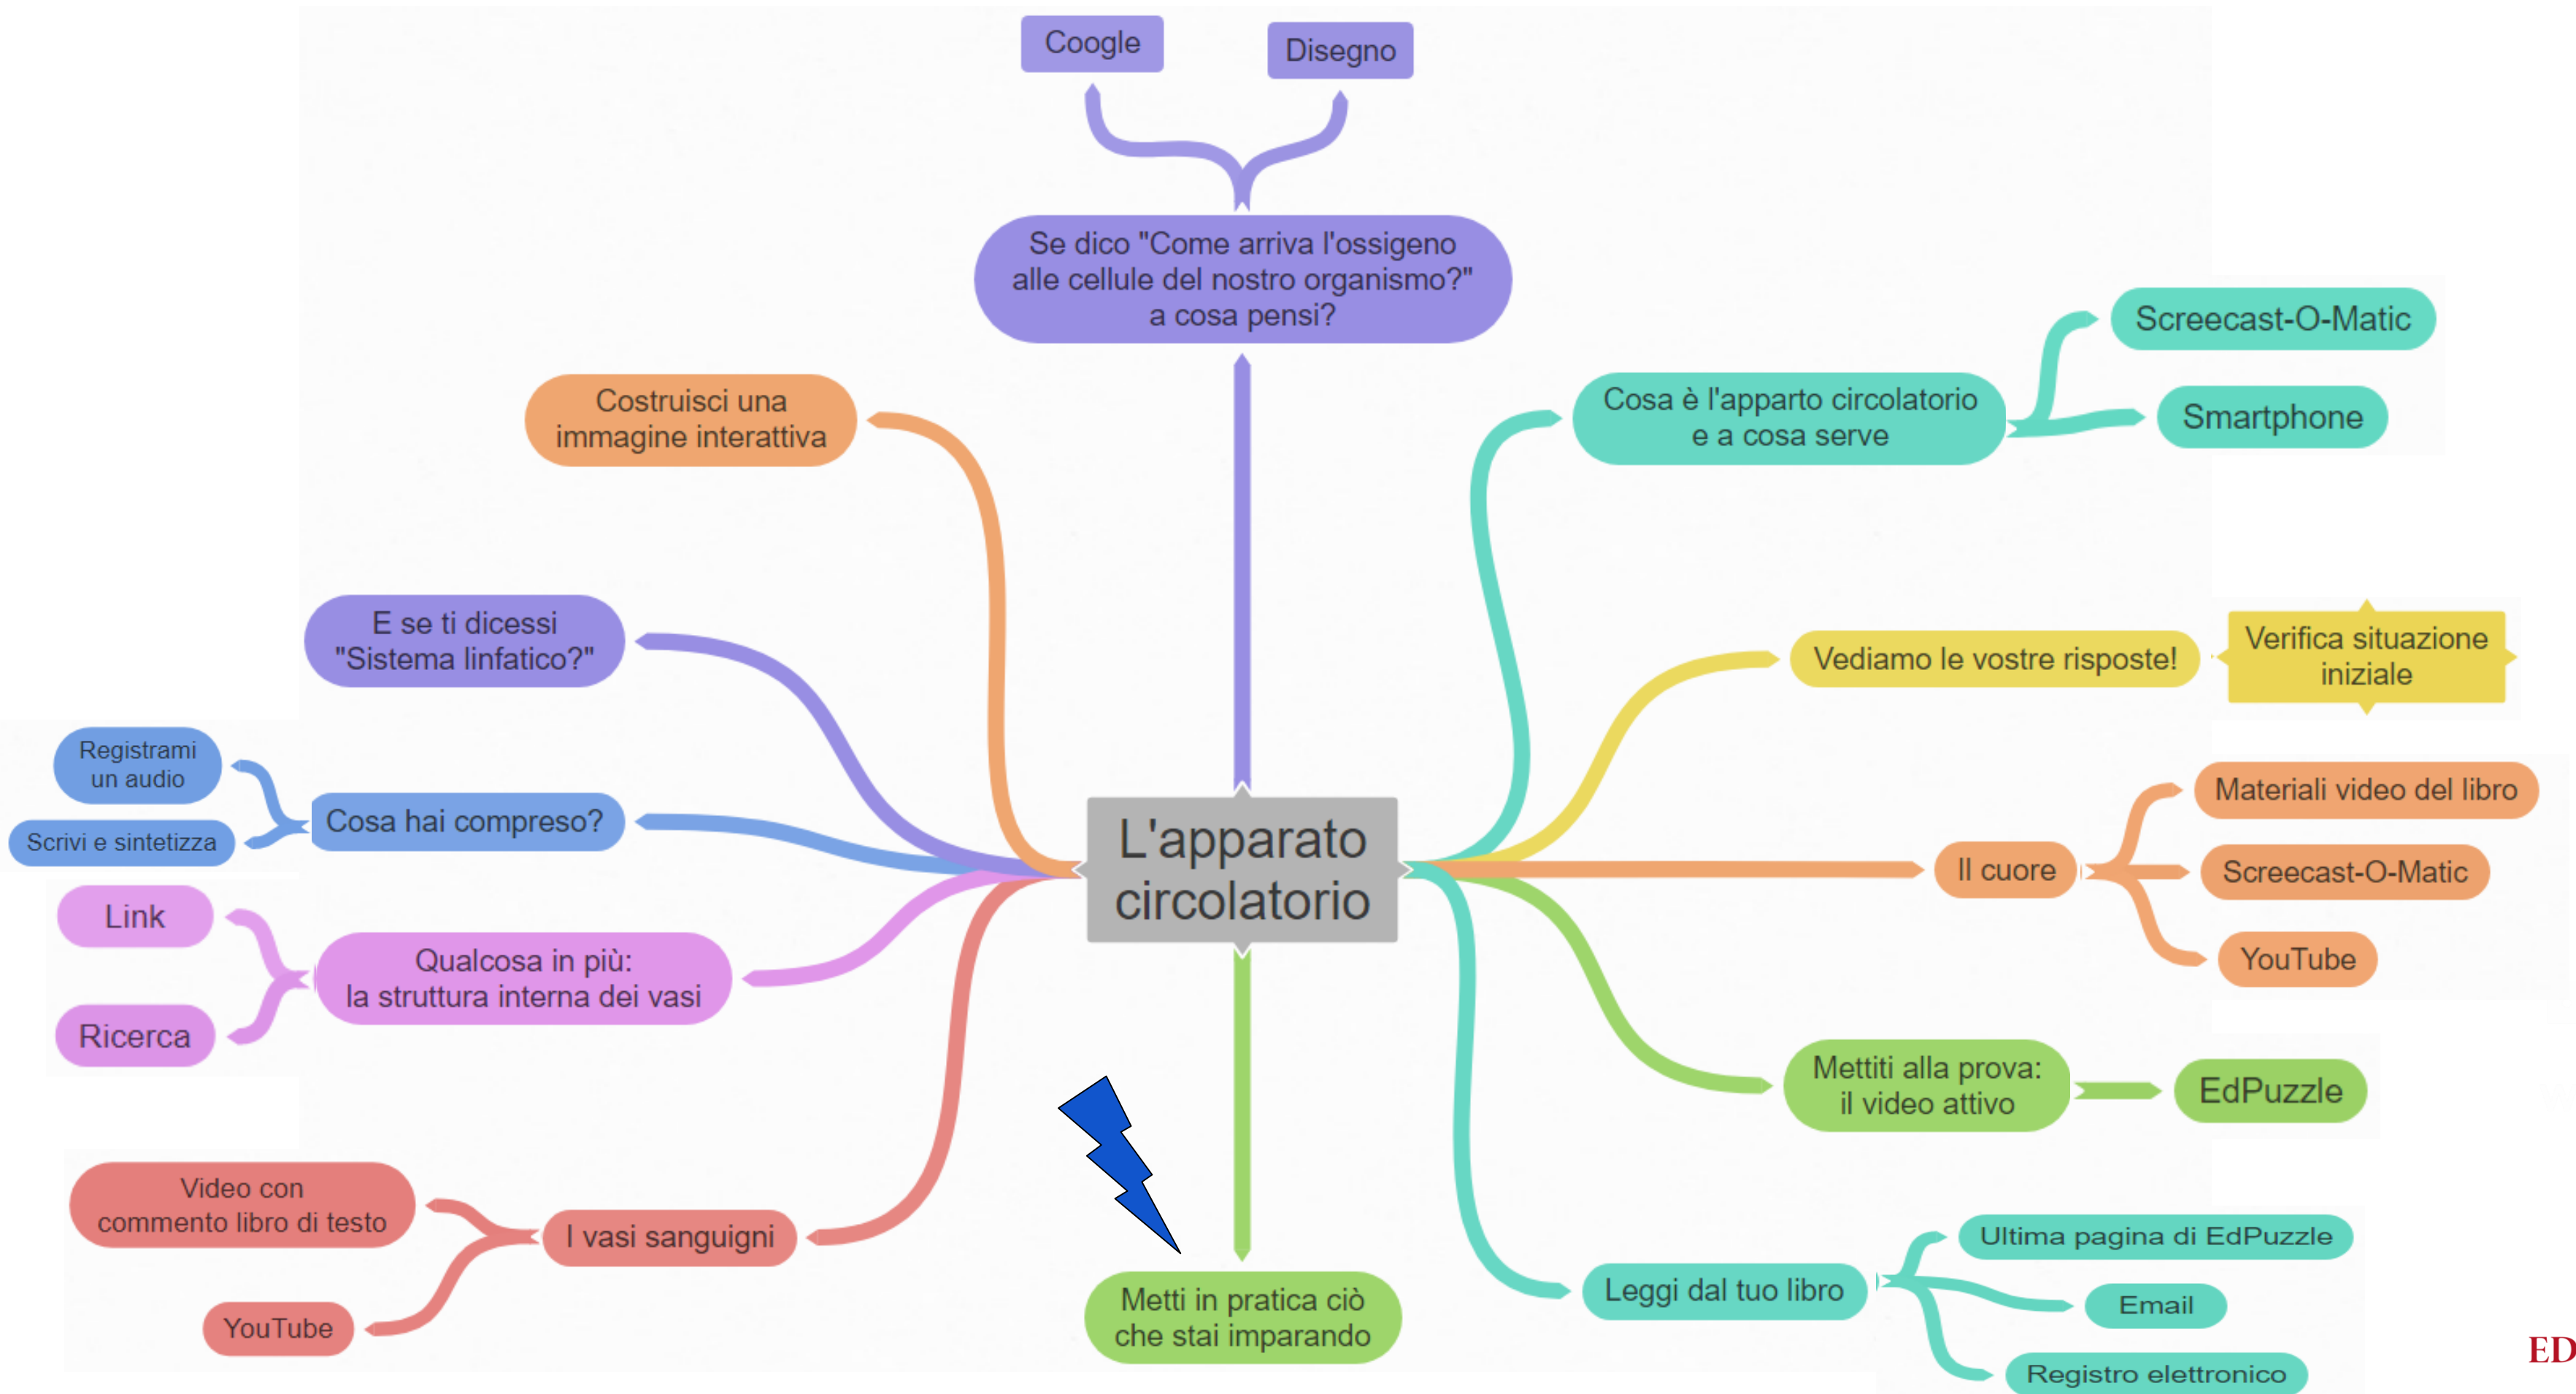 Coogle
Disegno
Se dico "Come arriva l'ossigeno
alle cellule del nostro organismo?"
a cosa pensi?
Screecast-O-Matic
Smartphone
Cosa è l'apparto circolatorio
e a cosa serve
Costruisci una
immagine interattiva
E se ti dicessi
"Sistema linfatico?"
Vediamo le vostre risposte!
Verifica situazione
iniziale
Registrami
un audio
Scrivi e sintetizza
Cosa hai compreso?
L'apparato
circolatorio
Il cuore
Materiali video del libro
Screecast-O-Matic
YouTube
Link
Ricerca
Qualcosa in più:
la struttura interna dei vasi
Mettiti alla prova:
il video attivo
EdPuzzle
Video con
commento libro di testo
YouTube
I vasi sanguigni
Metti in pratica ciò
che stai imparando
Leggi dal tuo libro
Ultima pagina di EdPuzzle
Email
Registro elettronico
ED